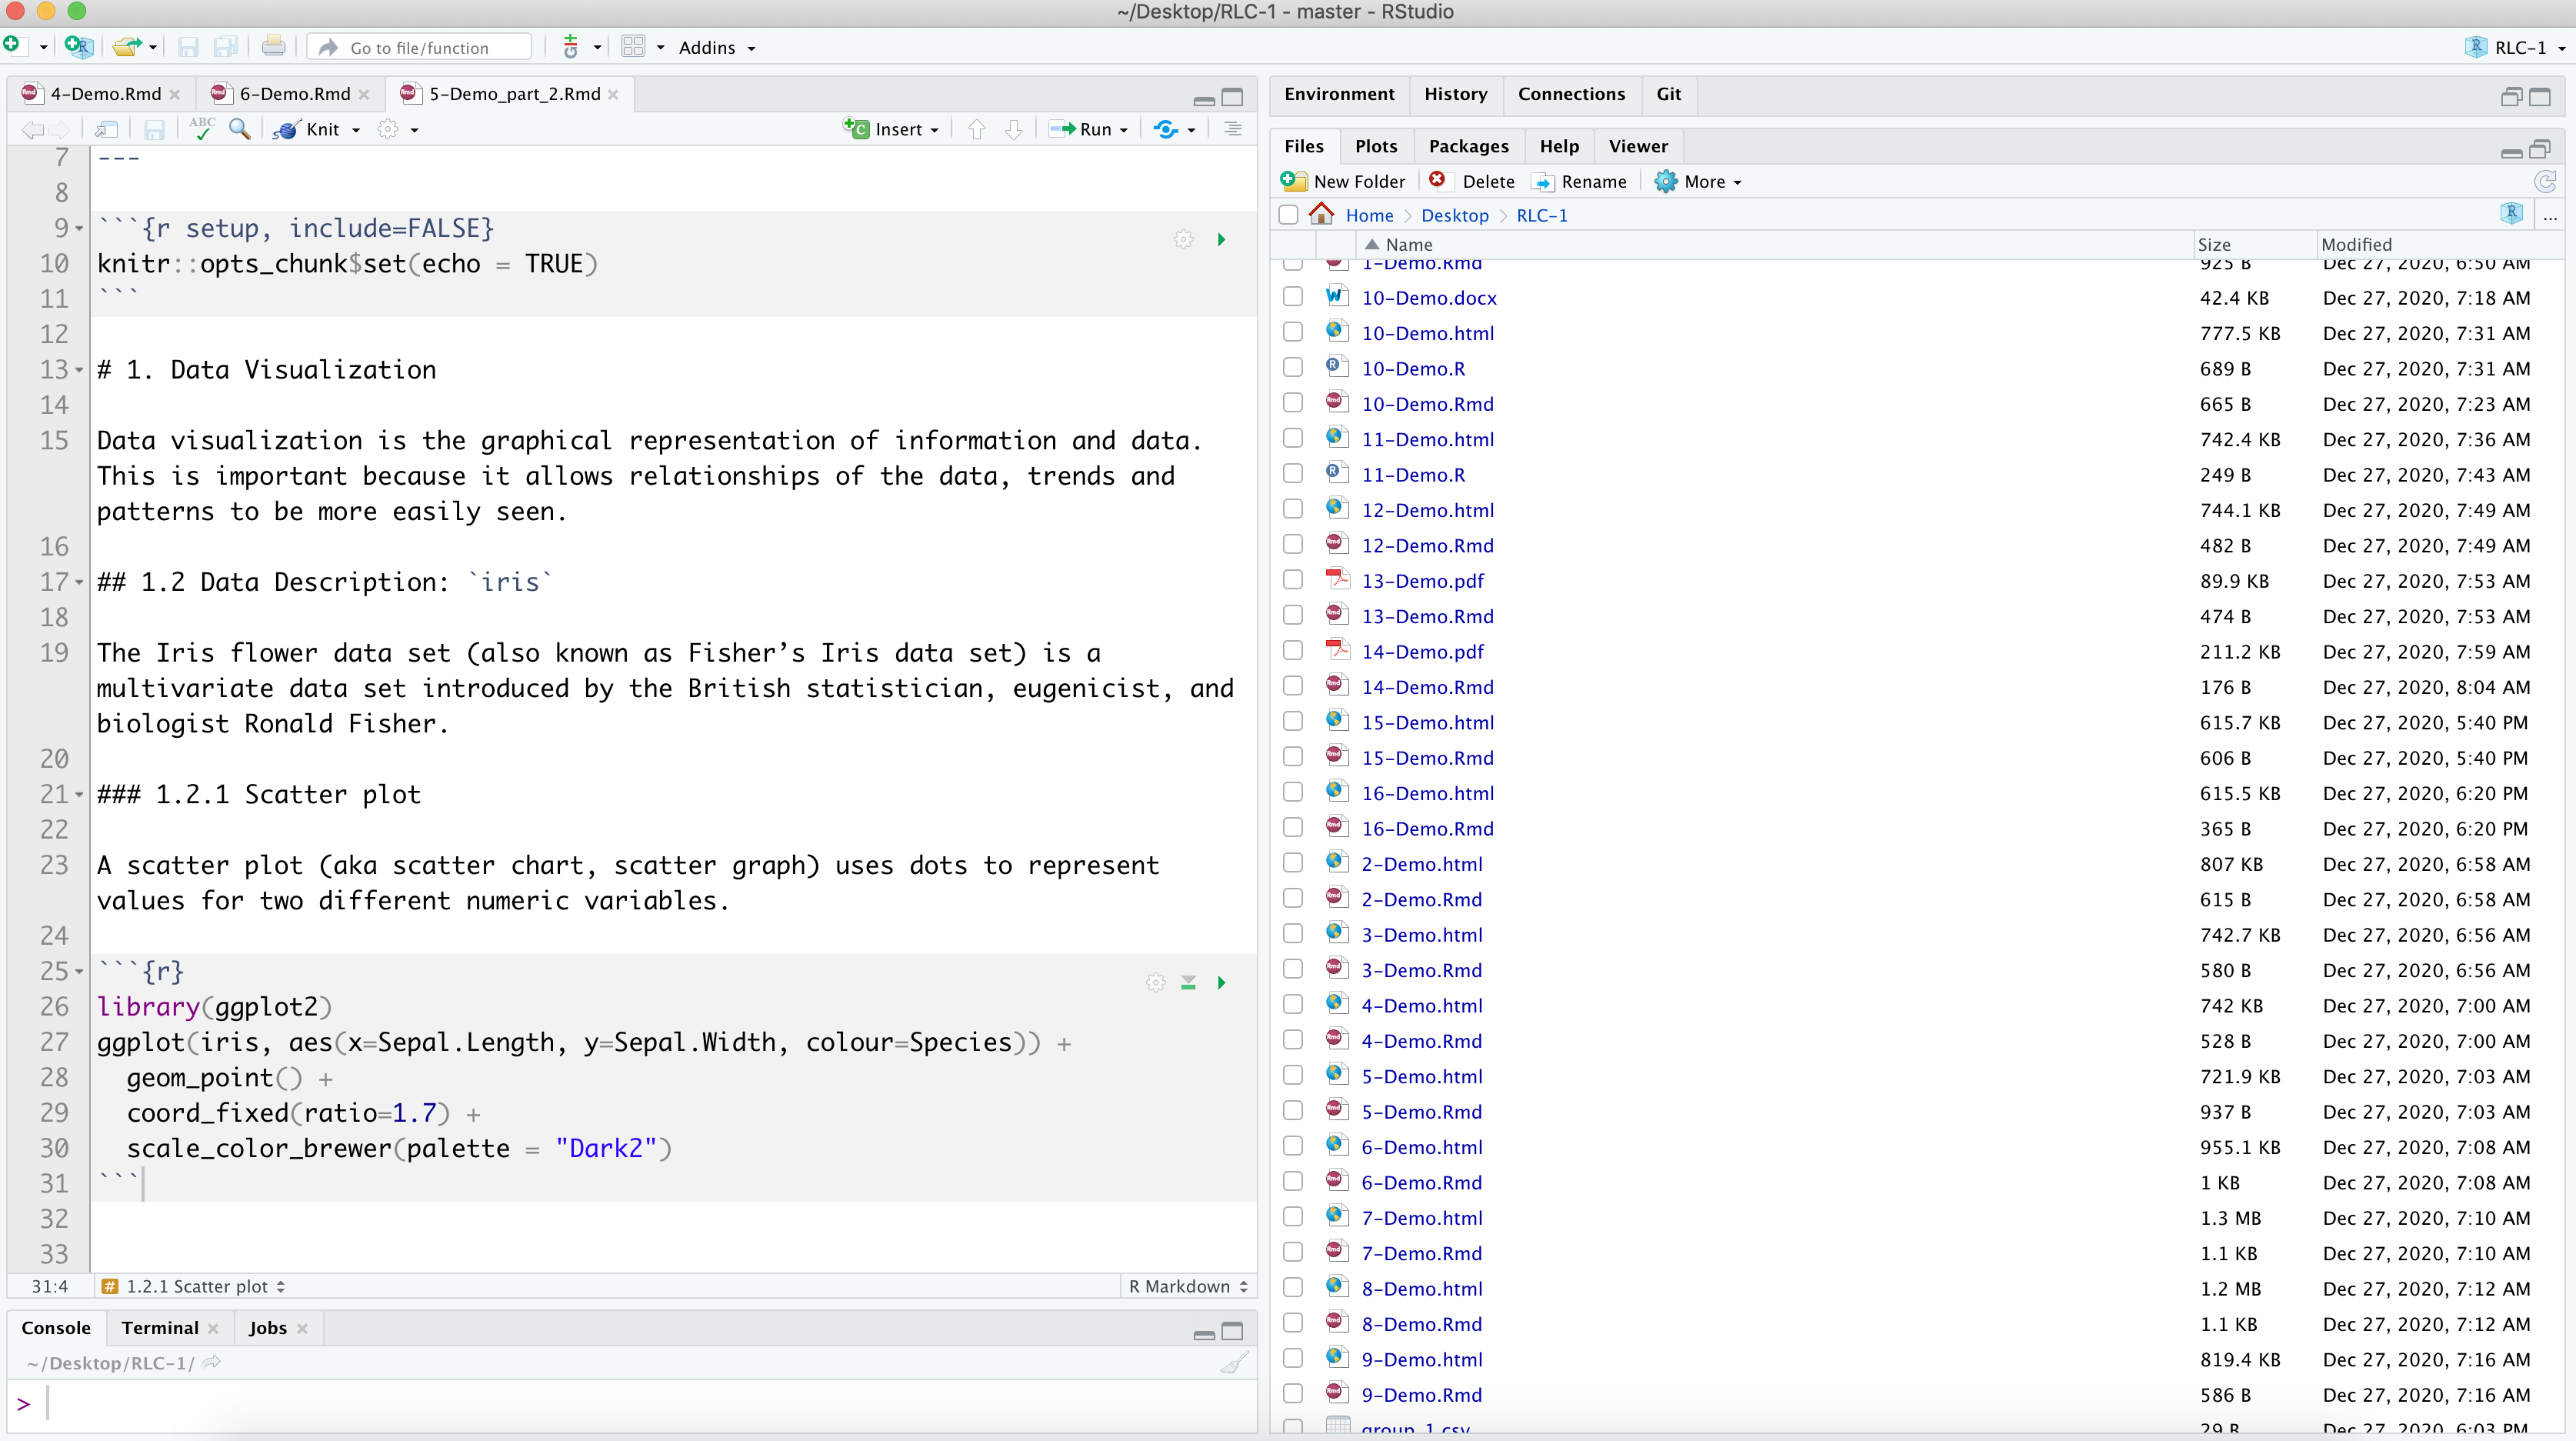 ~/Desktop/RLC-1 - master - RStudio
Go to file/function
Addins
RLC-1
4-Demo.Rmd
6-Demo.Rmd
5-Demo_part_2.Rmd
ABC
Knit
Insert
Run
7 ---
8
9 ```{r setup, include=FALSE}
10 knitr::opts_chunk$set(echo = TRUE)
11 ```
12
13 # 1. Data Visualization
14
15 Data visualization is the graphical representation of information and data.
This is important because it allows relationships of the data, trends and
patterns to be more easily seen.
16
17 ## 1.2 Data Description: `iris`
18
19 The Iris flower data set (also known as Fisher’s Iris data set) is a
multivariate data set introduced by the British statistician, eugenicist, and
biologist Ronald Fisher.
20
21 ### 1.2.1 Scatter plot
22
23 A scatter plot (aka scatter chart, scatter graph) uses dots to represent
values for two different numeric variables.
24
25 ```{r}
26 library(ggplot2)
27 ggplot(iris, aes(x=Sepal.Length, y=Sepal.Width, colour=Species)) +
28   geom_point() +
29   coord_fixed(ratio=1.7) +
30   scale_color_brewer(palette = "Dark2")
31 ```
32
33
31:4 # 1.2.1 Scatter plot R Markdown
Console Terminal Jobs
~/Desktop/RLC-1/
>
Environment History Connections Git
Files Plots Packages Help Viewer
New Folder Delete Rename More
Home Desktop RLC-1 ...
Name Size Modified
1-Demo.Rmd 925 B Dec 27, 2020, 6:50 AM
10-Demo.docx 42.4 KB Dec 27, 2020, 7:18 AM
10-Demo.html 777.5 KB Dec 27, 2020, 7:31 AM
10-Demo.R 689 B Dec 27, 2020, 7:31 AM
10-Demo.Rmd 665 B Dec 27, 2020, 7:23 AM
11-Demo.html 742.4 KB Dec 27, 2020, 7:36 AM
11-Demo.R 249 B Dec 27, 2020, 7:43 AM
12-Demo.html 744.1 KB Dec 27, 2020, 7:49 AM
12-Demo.Rmd 482 B Dec 27, 2020, 7:49 AM
13-Demo.pdf 89.9 KB Dec 27, 2020, 7:53 AM
13-Demo.Rmd 474 B Dec 27, 2020, 7:53 AM
14-Demo.pdf 211.2 KB Dec 27, 2020, 7:59 AM
14-Demo.Rmd 176 B Dec 27, 2020, 8:04 AM
15-Demo.html 615.7 KB Dec 27, 2020, 5:40 PM
15-Demo.Rmd 606 B Dec 27, 2020, 5:40 PM
16-Demo.html 615.5 KB Dec 27, 2020, 6:20 PM
16-Demo.Rmd 365 B Dec 27, 2020, 6:20 PM
2-Demo.html 807 KB Dec 27, 2020, 6:58 AM
2-Demo.Rmd 615 B Dec 27, 2020, 6:58 AM
3-Demo.html 742.7 KB Dec 27, 2020, 6:56 AM
3-Demo.Rmd 580 B Dec 27, 2020, 6:56 AM
4-Demo.html 742 KB Dec 27, 2020, 7:00 AM
4-Demo.Rmd 528 B Dec 27, 2020, 7:00 AM
5-Demo.html 721.9 KB Dec 27, 2020, 7:03 AM
5-Demo.Rmd 937 B Dec 27, 2020, 7:03 AM
6-Demo.html 955.1 KB Dec 27, 2020, 7:08 AM
6-Demo.Rmd 1 KB Dec 27, 2020, 7:08 AM
7-Demo.html 1.3 MB Dec 27, 2020, 7:10 AM
7-Demo.Rmd 1.1 KB Dec 27, 2020, 7:10 AM
8-Demo.html 1.2 MB Dec 27, 2020, 7:12 AM
8-Demo.Rmd 1.1 KB Dec 27, 2020, 7:12 AM
9-Demo.html 819.4 KB Dec 27, 2020, 7:16 AM
9-Demo.Rmd 586 B Dec 27, 2020, 7:16 AM
group_1.csv 29 B Dec 27, 2020, 6:03 PM